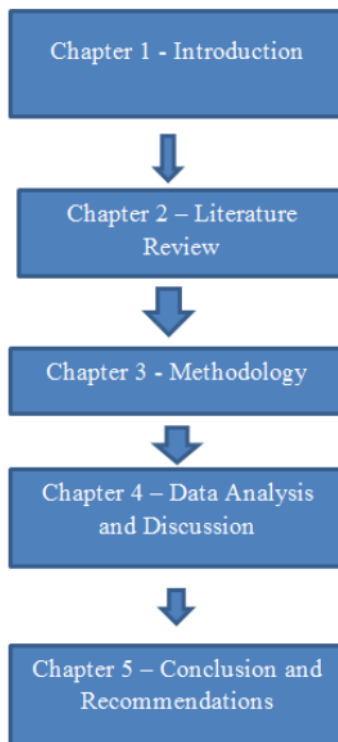 Chapter 1 - Introduction
Chapter 2 – Literature
Review
Chapter 3 - Methodology
Chapter 4 – Data Analysis
and Discussion
Chapter 5 – Conclusion and
Recommendations